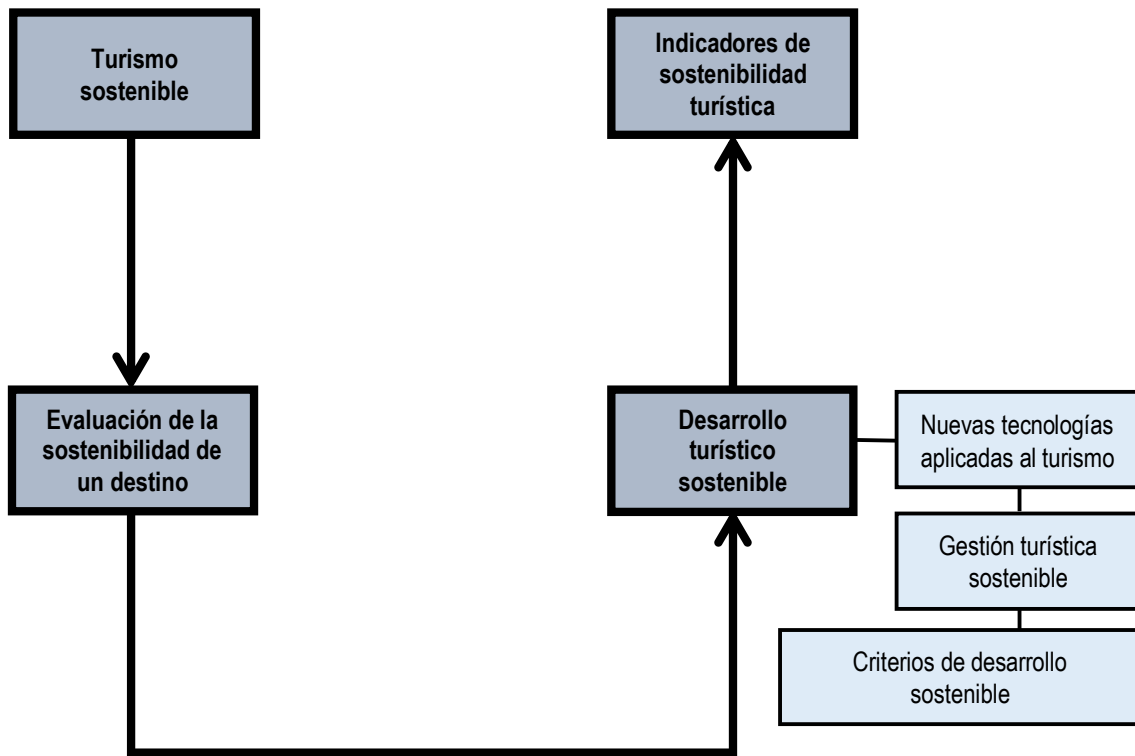 Turismo
sostenible
Indicadores de
sostenibilidad
turística
Evaluación de la
sostenibilidad de
un destino
Desarrollo
turístico
sostenible
Nuevas tecnologías
aplicadas al turismo
Gestión turística
sostenible
Criterios de desarrollo
sostenible